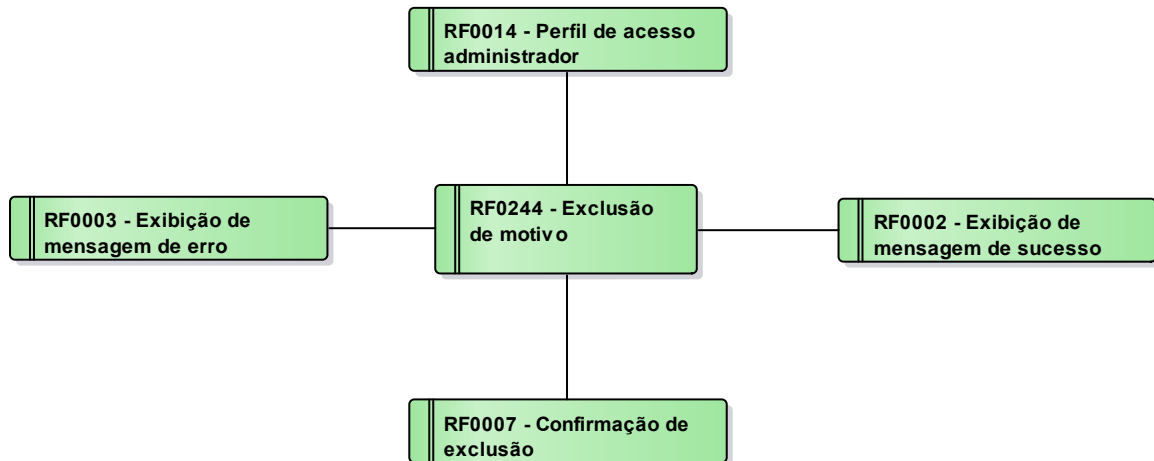 RF0014 - Perfil de acesso
administrador
RF0244 - Exclusão
de motivo
RF0003 - Exibição de
mensagem de erro
RF0002 - Exibição de
mensagem de sucesso
RF0007 - Confirmação de
exclusão